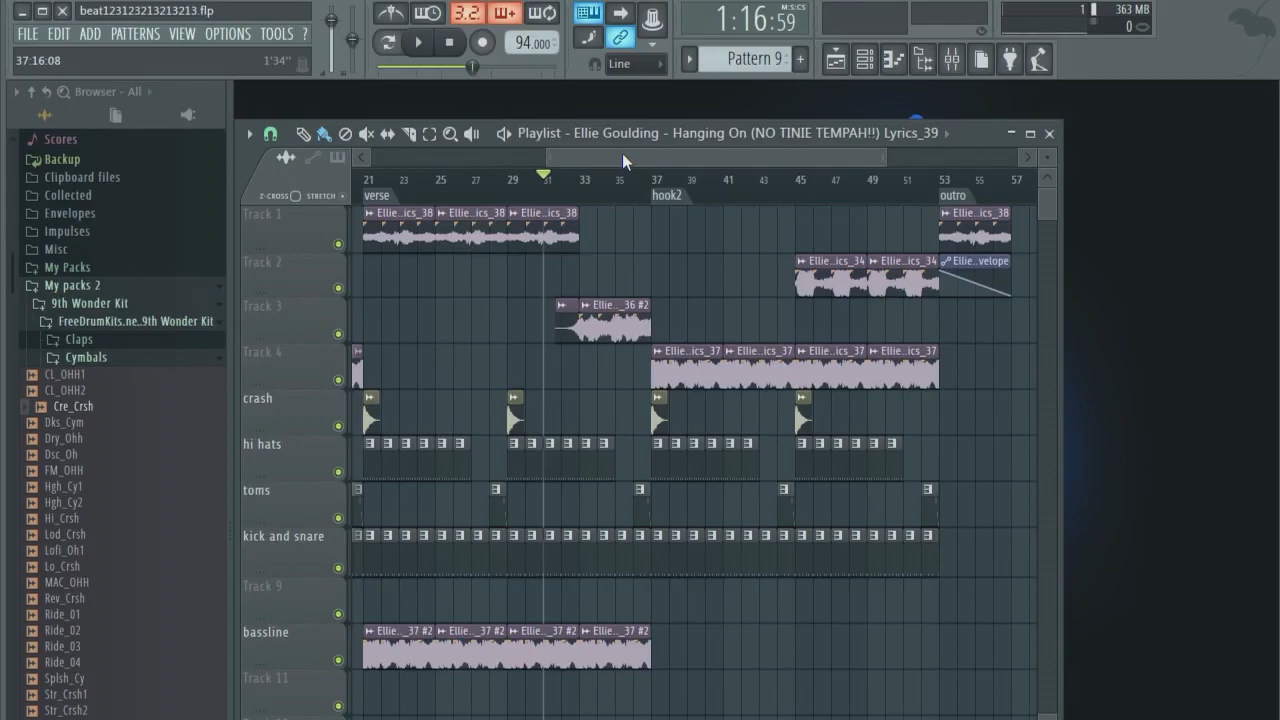 beat123123213213213.flp
FILE EDIT ADD PATTERNS VIEW OPTIONS TOOLS ?
37:16:08 1'34"
3.2
94.000
Line
1:16:59
M:S:CS
Pattern 9
1 363 MB
0
Browser - All
Scores
Backup
Clipboard files
Collected
Envelopes
Impulses
Misc
My Packs
My packs 2
9th Wonder Kit
FreeDrumKits.ne..9th Wonder Kit
Claps
Cymbals
CL_OHH1
CL_OHH2
Cre_Crsh
Dks_Cym
Dry_Ohh
Dsc_Oh
FM_OHH
Hgh_Cy1
Hgh_Cy2
Hi_Crsh
Lod_Crsh
Lofi_Oh1
Lo_Crsh
MAC_OHH
Rev_Crsh
Ride_01
Ride_02
Ride_03
Ride_04
Splsh_Cy
Str_Crsh1
Str_Crsh2
Playlist - Ellie Goulding - Hanging On (NO TINIE TEMPAH!!) Lyrics_39
Z-CROSS STRETCH
21 23 25 27 29 31 33 35 37 39 41 43 45 47 49 51 53 55 57
verse hook2 outro
Track 1 Ellie..ics_38 Ellie..ics_38 Ellie..ics_38 Ellie..ics_38
Track 2 Ellie..ics_34 Ellie..ics_34 Ellie..velope
Track 3 Ellie.._36 #2
Track 4 Ellie..ics_37 Ellie..ics_37 Ellie..ics_37 Ellie..ics_37
crash
hi hats
toms
kick and snare
Track 9
bassline Ellie.._37 #2 Ellie.._37 #2 Ellie.._37 #2 Ellie.._37 #2
Track 11